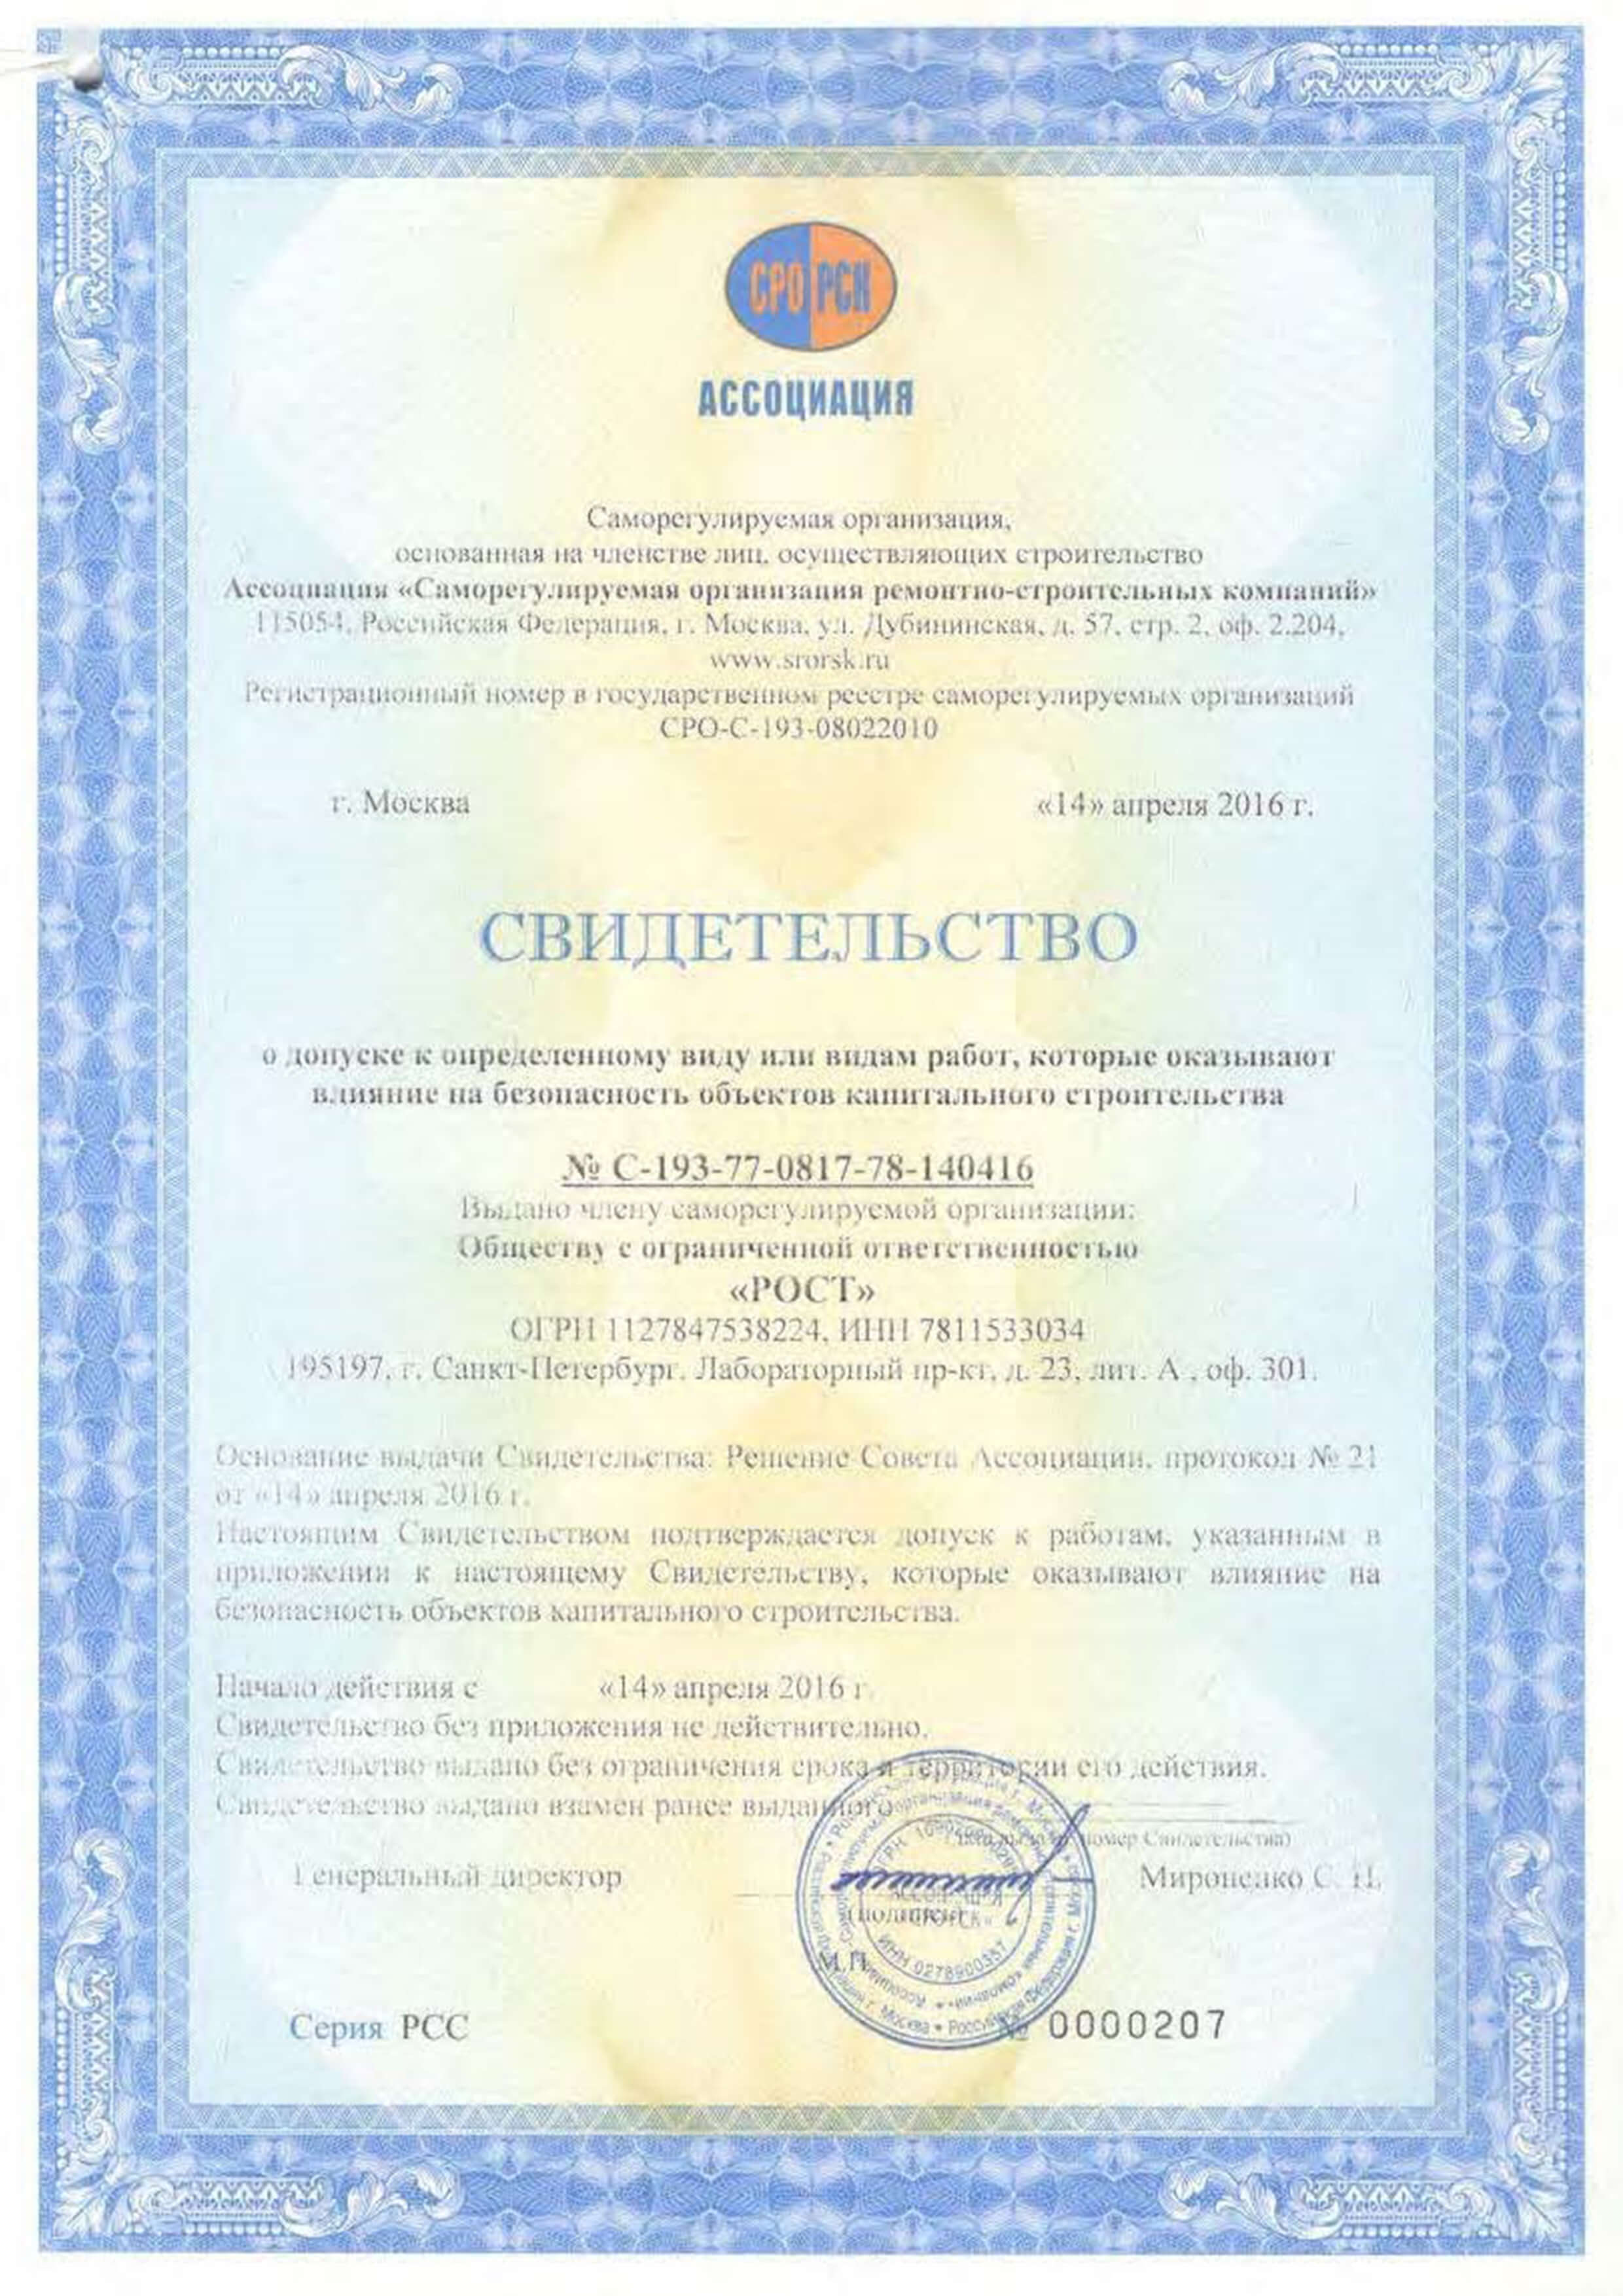 СРО РСК
АССОЦИАЦИЯ
Саморегулируемая организация,
основанная на членстве лиц, осуществляющих строительство
Ассоциация «Саморегулируемая организация ремонтно-строительных компаний»
115054, Российская Федерация, г. Москва, ул. Дубининская, д. 57, стр. 2, оф. 2.204,
www.srorsk.ru
Регистрационный номер в государственном реестре саморегулируемых организаций
СРО-С-193-08022010
г. Москва «14» апреля 2016 г.
СВИДЕТЕЛЬСТВО
о допуске к определенному виду или видам работ, которые оказывают
влияние на безопасность объектов капитального строительства
№ С-193-77-0817-78-140416
Выдано члену саморегулируемой организации:
Обществу с ограниченной ответственностью
«РОСТ»
ОГРН 1127847538224, ИНН 7811533034
195197, г. Санкт-Петербург, Лабораторный пр-кт, д. 23, лит. А , оф. 301.
Основание выдачи Свидетельства: Решение Совета Ассоциации, протокол № 21
от «14» апреля 2016 г.
Настоящим Свидетельством подтверждается допуск к работам, указанным в
приложении к настоящему Свидетельству, которые оказывают влияние на
безопасность объектов капитального строительства.
Начало действия с «14» апреля 2016 г.
Свидетельство без приложения не действительно.
Свидетельство выдано без ограничения срока и территории его действия.
Свидетельство выдано взамен ранее выданного
номер Свидетельства)
Генеральный директор Мироненко С. Н.
(подпись)
М.П.
ИНН 0278900357
Серия РСС № 0000207